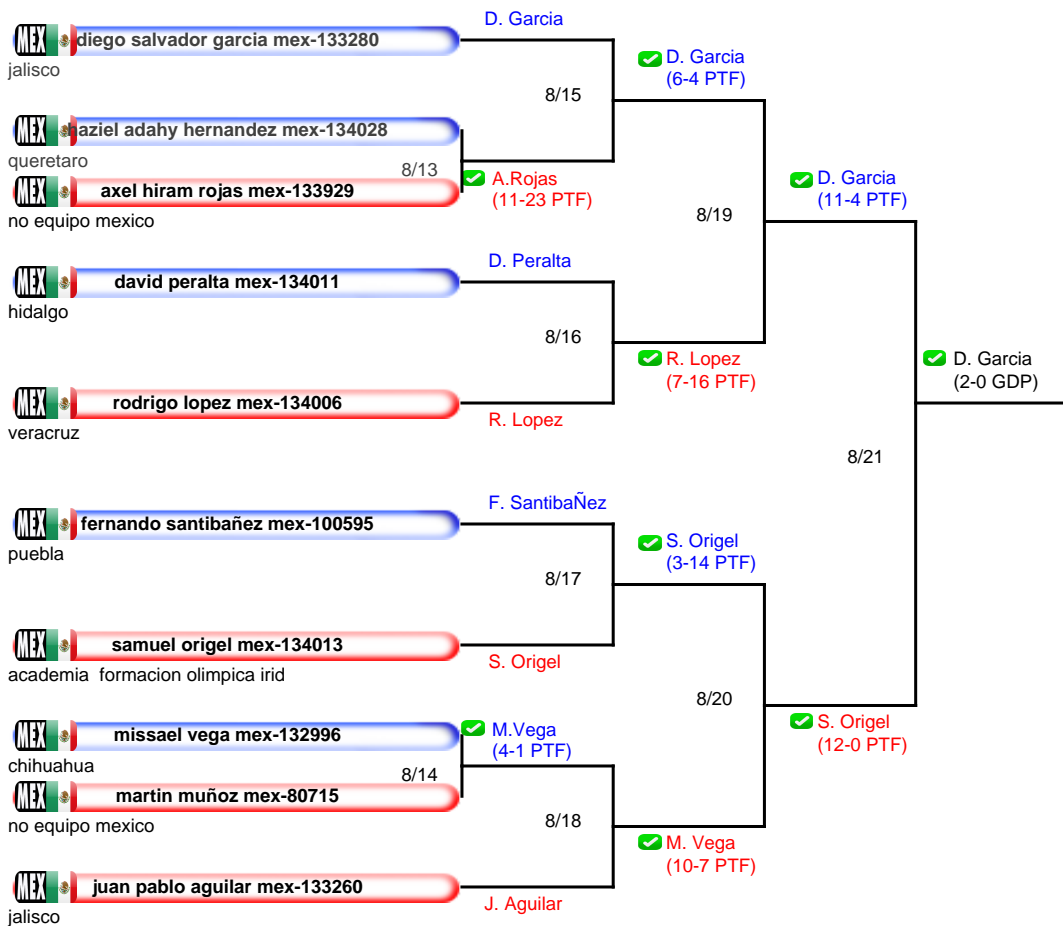 D. Garcia
MEX diego salvador garcia mex-133280
jalisco
D. Garcia
(6-4 PTF)
8/15
MEX haziel adahy hernandez mex-134028
queretaro
8/13
MEX axel hiram rojas mex-133929
no equipo mexico
A.Rojas
(11-23 PTF)
D. Garcia
(11-4 PTF)
8/19
D. Peralta
MEX david peralta mex-134011
hidalgo
8/16
R. Lopez
(7-16 PTF)
D. Garcia
(2-0 GDP)
MEX rodrigo lopez mex-134006
veracruz
R. Lopez
8/21
F. SantibaÑez
MEX fernando santibañez mex-100595
puebla
S. Origel
(3-14 PTF)
8/17
MEX samuel origel mex-134013
academia formacion olimpica irid
S. Origel
8/20
S. Origel
(12-0 PTF)
MEX missael vega mex-132996
chihuahua
M.Vega
(4-1 PTF)
8/14
MEX martin muñoz mex-80715
no equipo mexico
8/18
M. Vega
(10-7 PTF)
MEX juan pablo aguilar mex-133260
jalisco
J. Aguilar